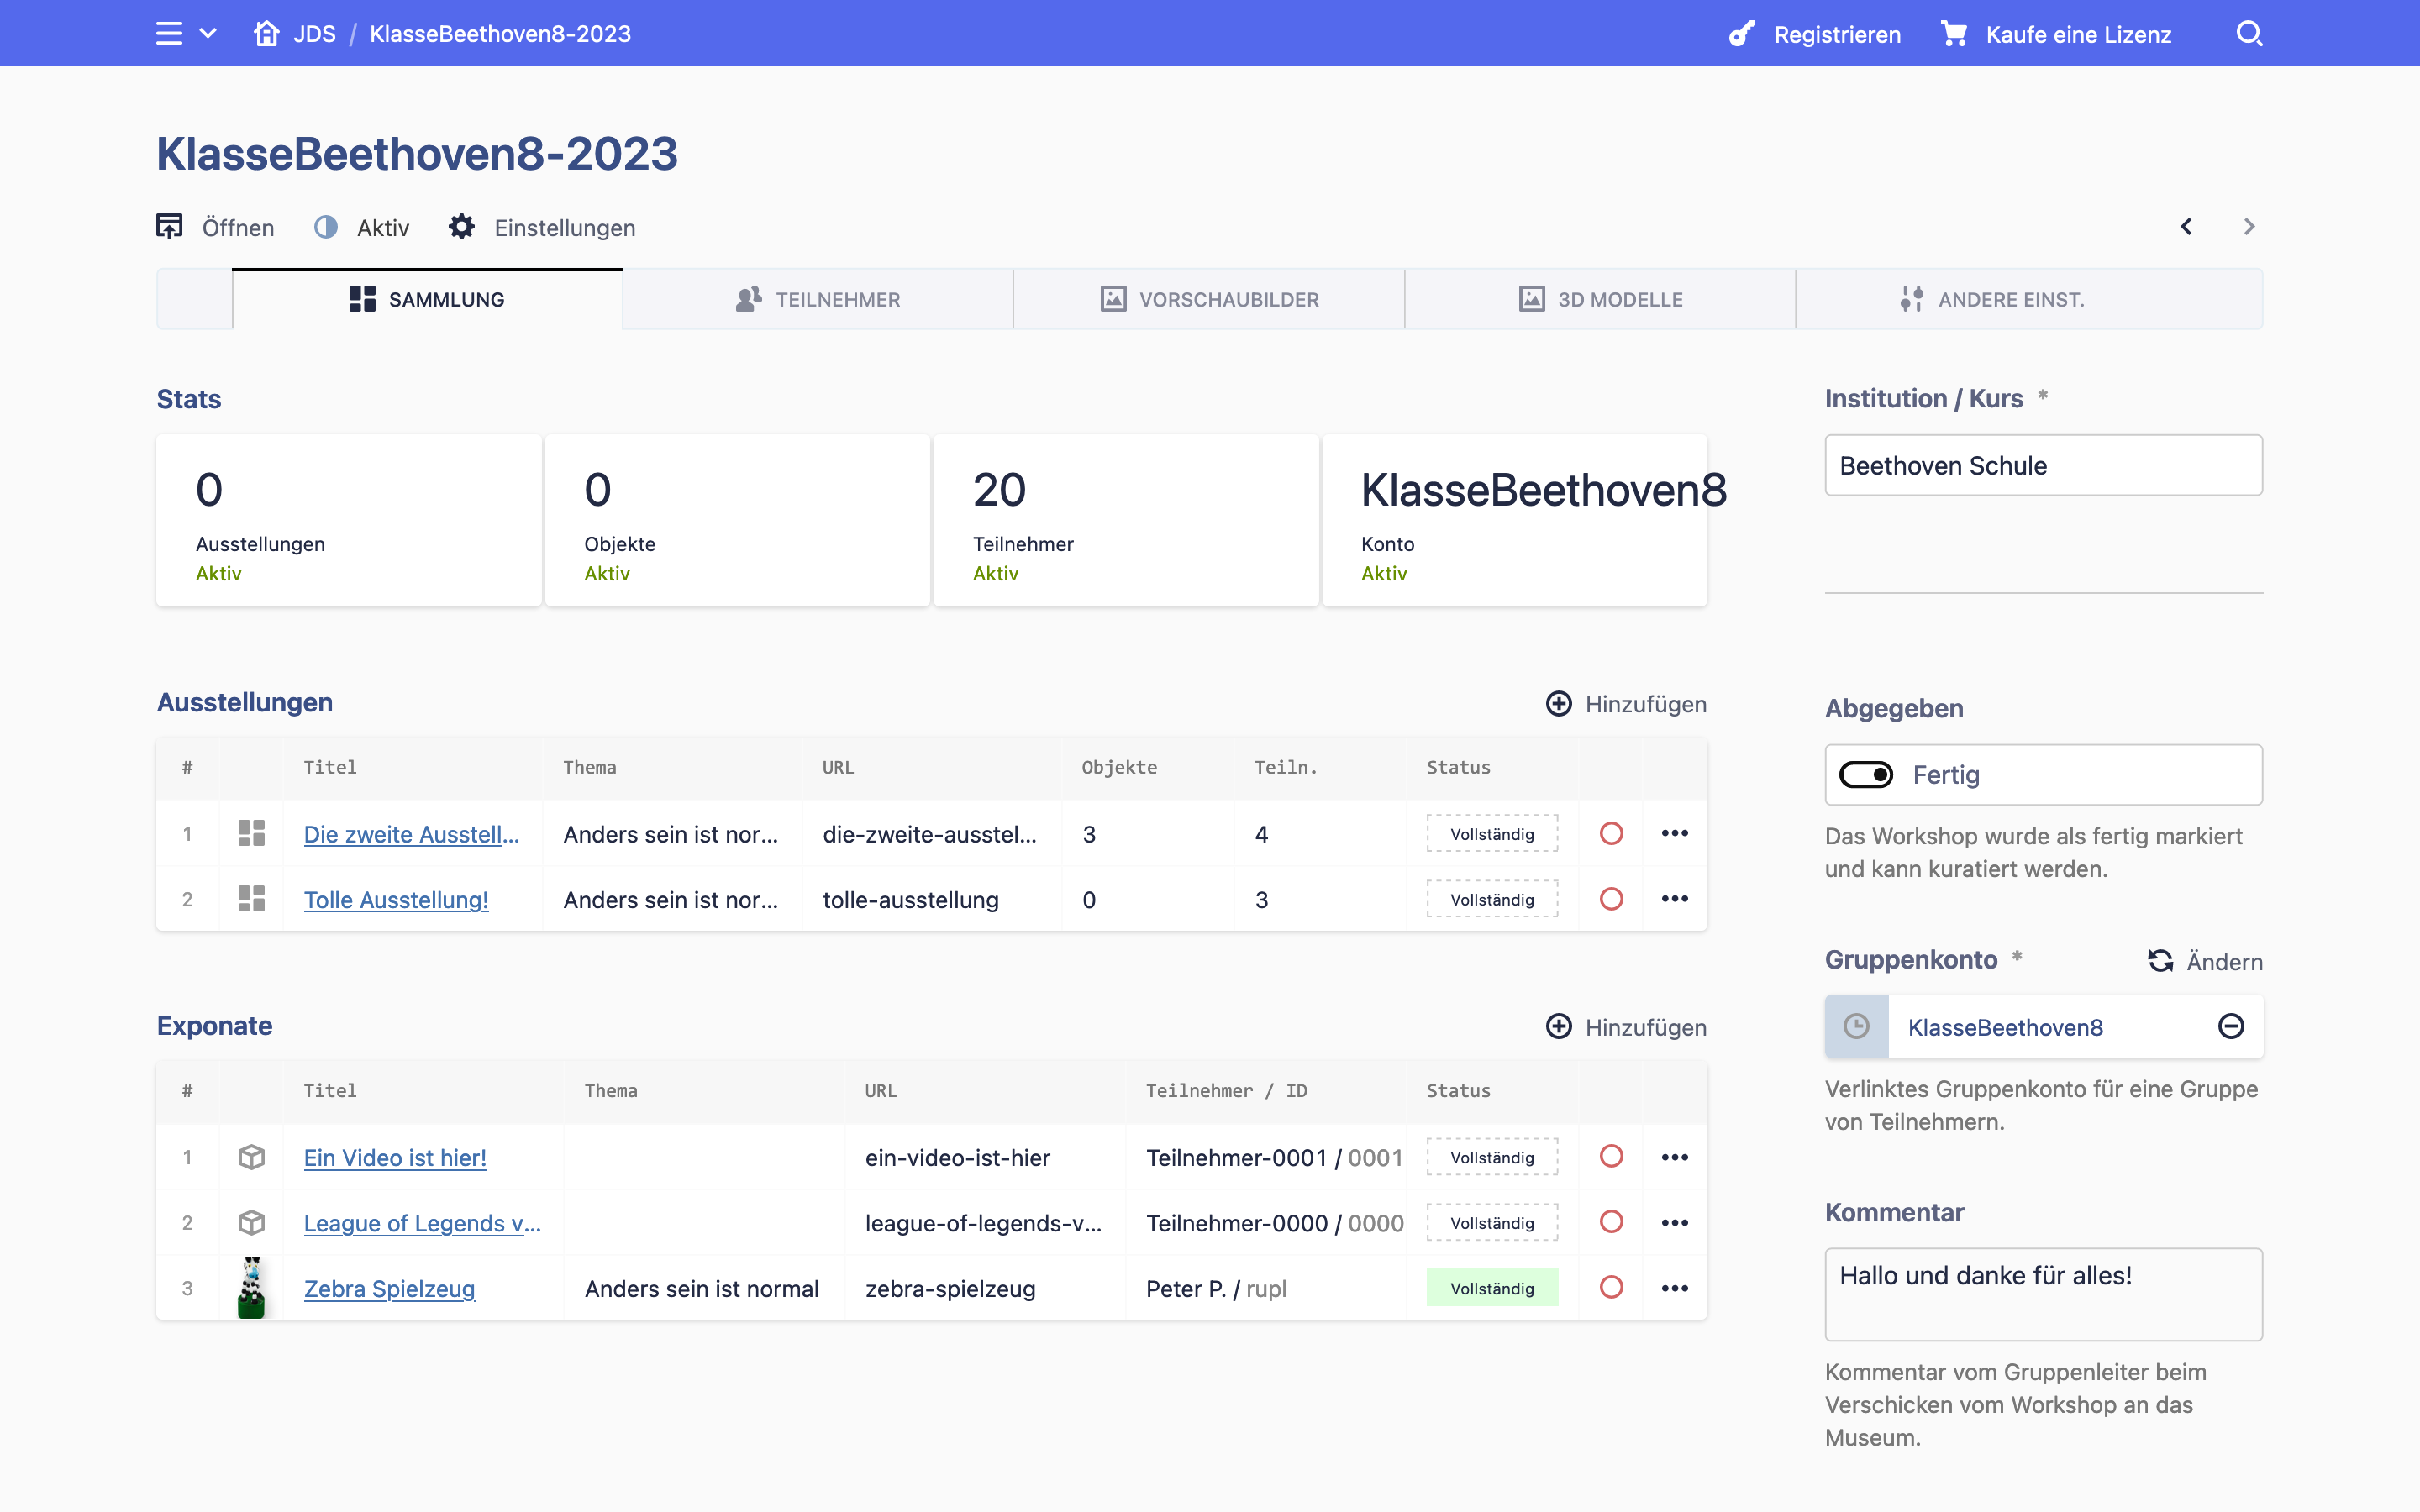 JDS / KlasseBeethoven8-2023
Registrieren
Kaufe eine Lizenz
KlasseBeethoven8-2023
Öffnen
Aktiv
Einstellungen
SAMMLUNG
TEILNEHMER
VORSCHAUBILDER
3D MODELLE
ANDERE EINST.
Stats
0
Ausstellungen
Aktiv
0
Objekte
Aktiv
20
Teilnehmer
Aktiv
KlasseBeethoven8
Konto
Aktiv
Ausstellungen
Hinzufügen
# Titel Thema URL Objekte Teiln. Status
1 Die zweite Ausstell... Anders sein ist nor... die-zweite-ausstel... 3 4 Vollständig
2 Tolle Ausstellung! Anders sein ist nor... tolle-ausstellung 0 3 Vollständig
Exponate
Hinzufügen
# Titel Thema URL Teilnehmer / ID Status
1 Ein Video ist hier! ein-video-ist-hier Teilnehmer-0001 / 0001 Vollständig
2 League of Legends v... league-of-legends-v... Teilnehmer-0000 / 0000 Vollständig
3 Zebra Spielzeug Anders sein ist normal zebra-spielzeug Peter P. / rupl Vollständig
Institution / Kurs *
Beethoven Schule
Abgegeben
Fertig
Das Workshop wurde als fertig markiert
und kann kuratiert werden.
Gruppenkonto *
Ändern
KlasseBeethoven8
Verlinktes Gruppenkonto für eine Gruppe
von Teilnehmern.
Kommentar
Hallo und danke für alles!
Kommentar vom Gruppenleiter beim
Verschicken vom Workshop an das
Museum.